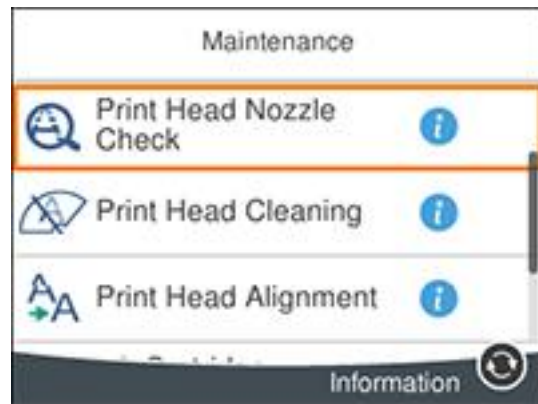 Maintenance
Print Head Nozzle
Check
Print Head Cleaning
Print Head Alignment
Information